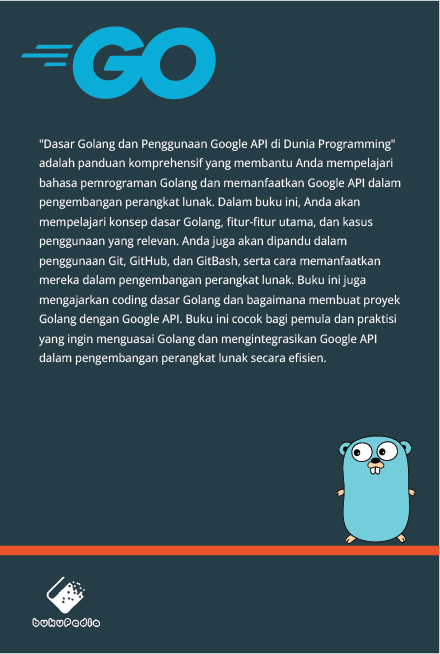 GO
"Dasar Golang dan Penggunaan Google API di Dunia Programming"
adalah panduan komprehensif yang membantu Anda mempelajari
bahasa pemrograman Golang dan memanfaatkan Google API dalam
pengembangan perangkat lunak. Dalam buku ini, Anda akan
mempelajari konsep dasar Golang, fitur-fitur utama, dan kasus
penggunaan yang relevan. Anda juga akan dipandu dalam
penggunaan Git, GitHub, dan GitBash, serta cara memanfaatkan
mereka dalam pengembangan perangkat lunak. Buku ini juga
mengajarkan coding dasar Golang dan bagaimana membuat proyek
Golang dengan Google API. Buku ini cocok bagi pemula dan praktisi
yang ingin menguasai Golang dan mengintegrasikan Google API
dalam pengembangan perangkat lunak secara efisien.
bukuPedia